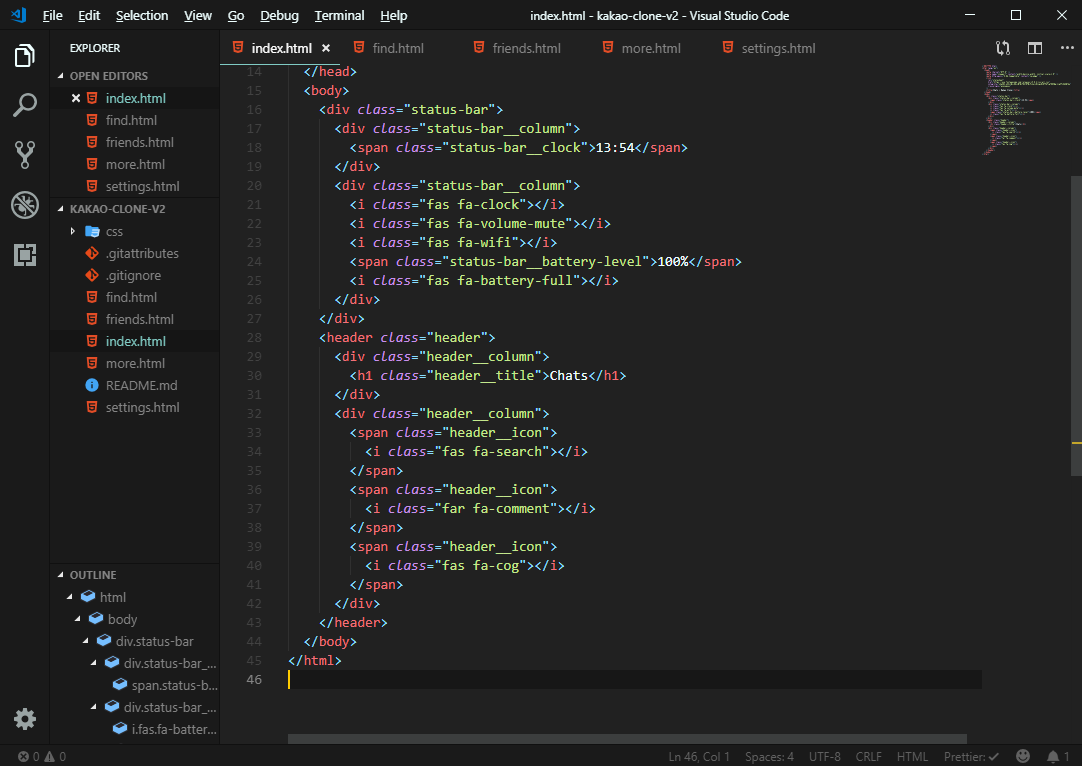 File Edit Selection View Go Debug Terminal Help index.html - kakao-clone-v2 - Visual Studio Code
EXPLORER
OPEN EDITORS
index.html
find.html
friends.html
more.html
settings.html
KAKAO-CLONE-V2
css
.gitattributes
.gitignore
find.html
friends.html
index.html
more.html
README.md
settings.html
OUTLINE
html
body
div.status-bar
div.status-bar_...
span.status-b...
div.status-bar_...
i.fas.fa-batter...
index.html find.html friends.html more.html settings.html
14 </head>
15 <body>
16 <div class="status-bar">
17 <div class="status-bar__column">
18 <span class="status-bar__clock">13:54</span>
19 </div>
20 <div class="status-bar__column">
21 <i class="fas fa-clock"></i>
22 <i class="fas fa-volume-mute"></i>
23 <i class="fas fa-wifi"></i>
24 <span class="status-bar__battery-level">100%</span>
25 <i class="fas fa-battery-full"></i>
26 </div>
27 </div>
28 <header class="header">
29 <div class="header__column">
30 <h1 class="header__title">Chats</h1>
31 </div>
32 <div class="header__column">
33 <span class="header__icon">
34 <i class="fas fa-search"></i>
35 </span>
36 <span class="header__icon">
37 <i class="far fa-comment"></i>
38 </span>
39 <span class="header__icon">
40 <i class="fas fa-cog"></i>
41 </span>
42 </div>
43 </header>
44 </body>
45 </html>
46
0 0 Ln 46, Col 1 Spaces: 4 UTF-8 CRLF HTML Prettier: ✓ 1